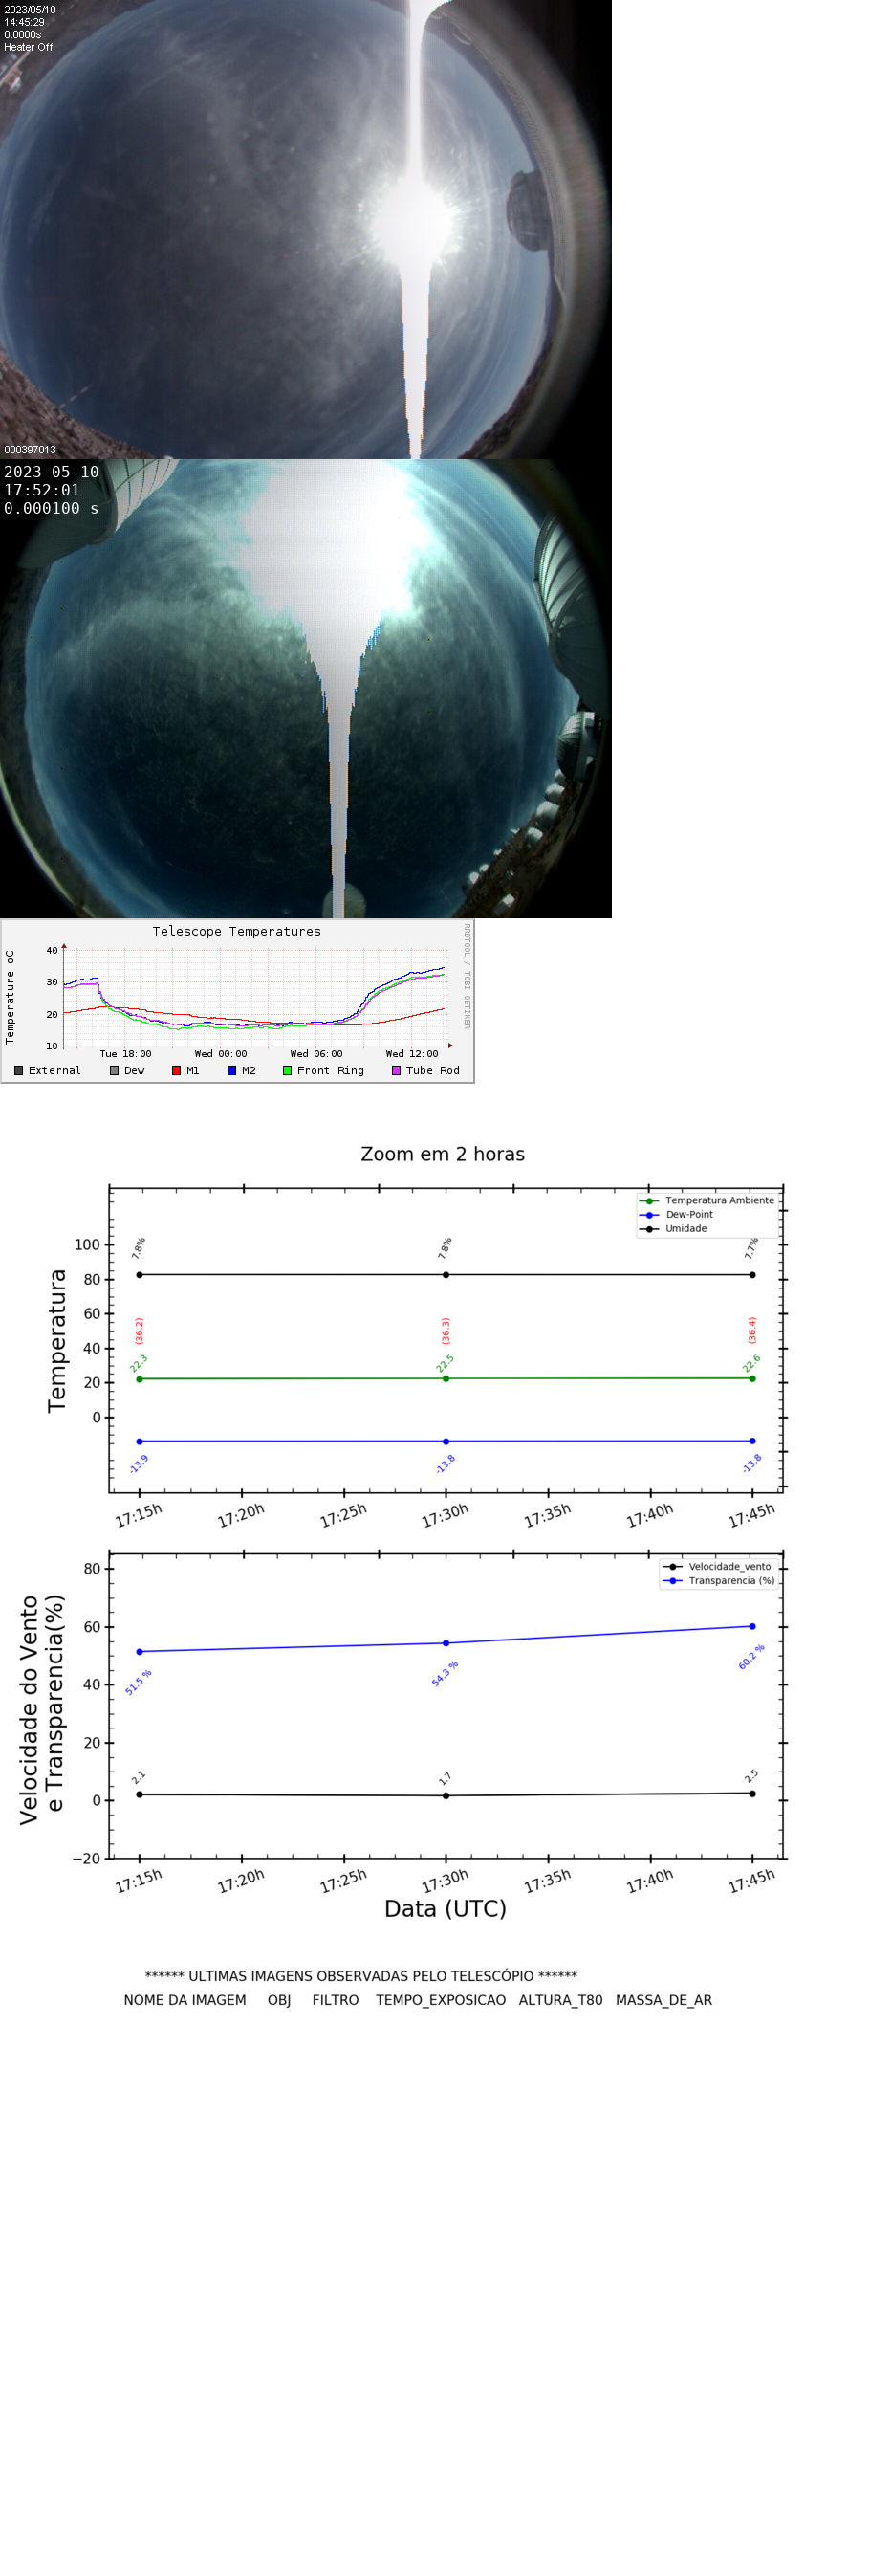 2023/05/10
14:45:29
0.0000s
Heater Off
000397013
2023-05-10
17:52:01
0.000100 s
Telescope Temperatures
RRDTOOL / TOBI OETIKER
Temperature oC
40
30
20
10
Tue 18:00 Wed 00:00 Wed 06:00 Wed 12:00
External Dew M1 M2 Front Ring Tube Rod
Zoom em 2 horas
Temperatura Ambiente
Dew-Point
Umidade
Temperatura
100
80
60
40
20
0
7.8% 7.8% 7.7%
(36.2) (36.3) (36.4)
22.3 22.5 22.6
-13.9 -13.8 -13.8
17:15h 17:20h 17:25h 17:30h 17:35h 17:40h 17:45h
Velocidade_vento
Transparencia (%)
Velocidade do Vento
e Transparencia(%)
80
60
40
20
0
−20
51.5 % 54.3 % 60.2 %
2.1 1.7 2.5
17:15h 17:20h 17:25h 17:30h 17:35h 17:40h 17:45h
Data (UTC)
****** ULTIMAS IMAGENS OBSERVADAS PELO TELESCÓPIO ******
NOME DA IMAGEM OBJ FILTRO TEMPO_EXPOSICAO ALTURA_T80 MASSA_DE_AR